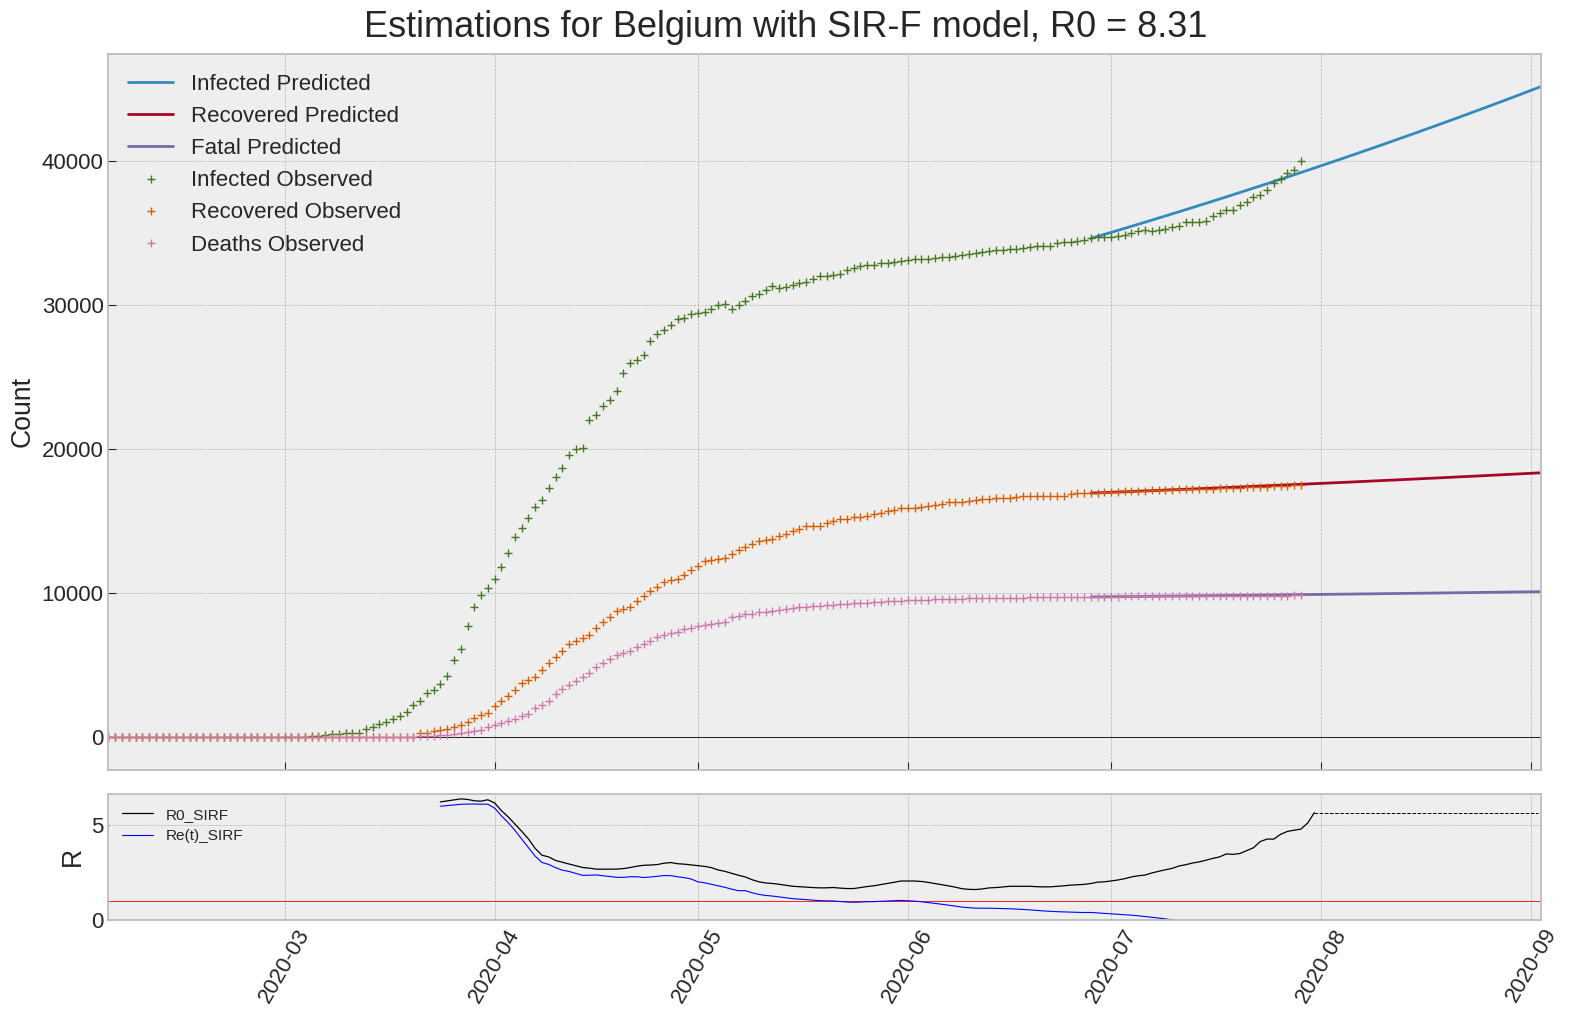 Estimations for Belgium with SIR-F model, R0 = 8.31
Infected Predicted
Recovered Predicted
Fatal Predicted
Infected Observed
Recovered Observed
Deaths Observed
Count
40000
30000
20000
10000
0
R0_SIRF
Re(t)_SIRF
R
5
0
2020-03
2020-04
2020-05
2020-06
2020-07
2020-08
2020-09